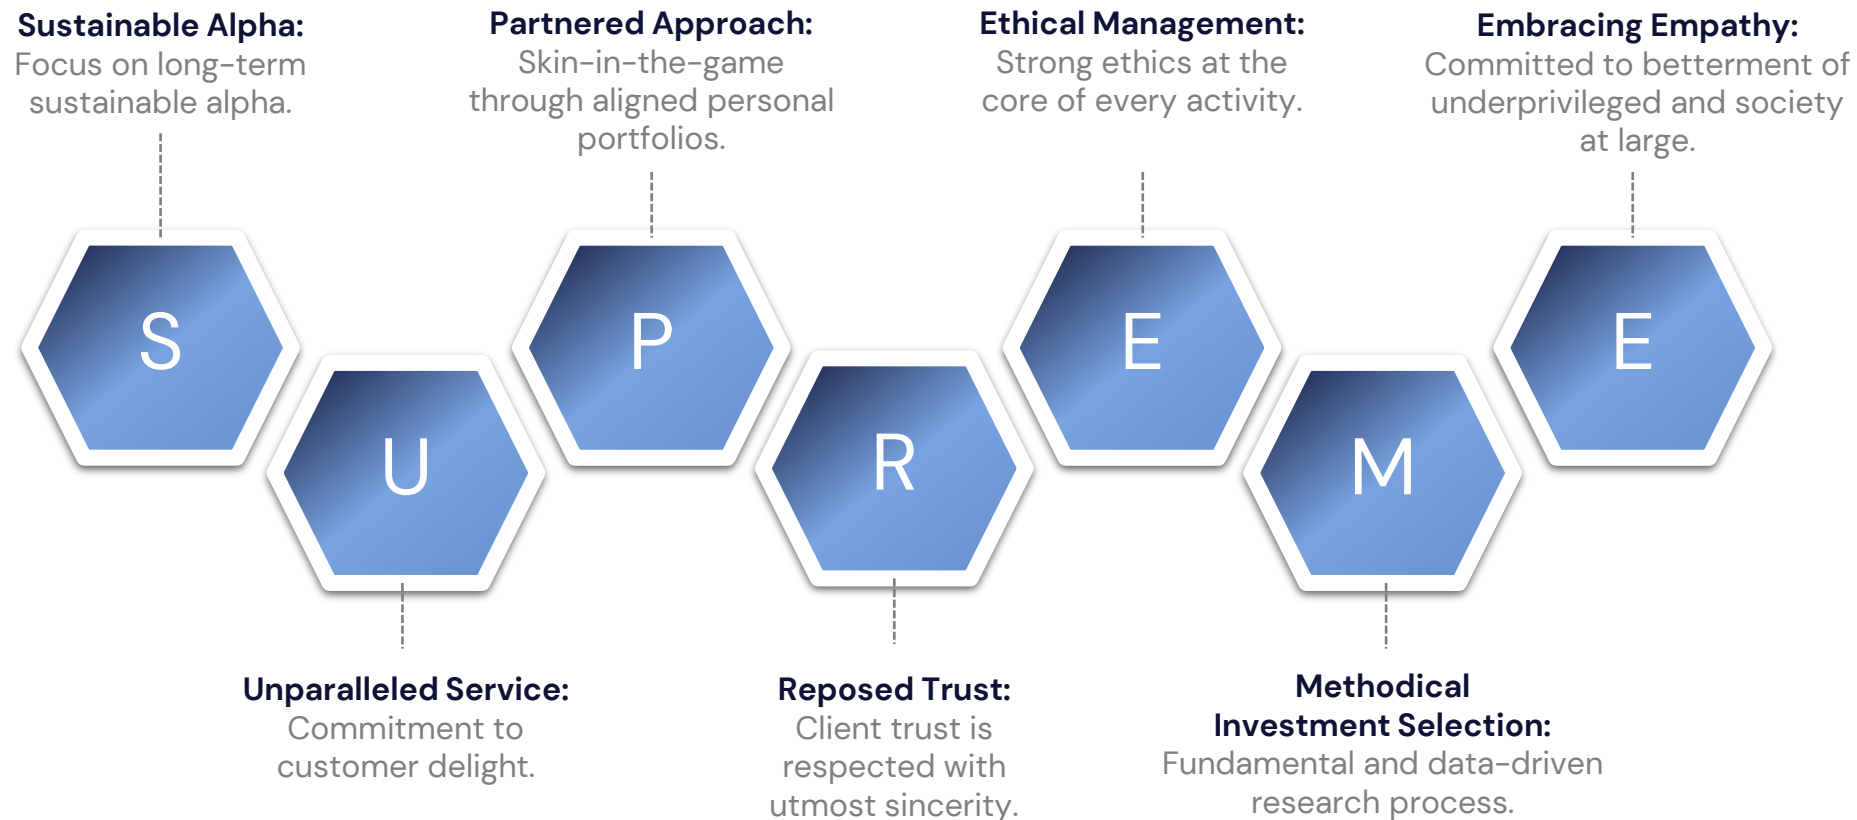 Sustainable Alpha:
Focus on long-term
sustainable alpha.
Partnered Approach:
Skin-in-the-game
through aligned personal
portfolios.
Ethical Management:
Strong ethics at the
core of every activity.
Embracing Empathy:
Committed to betterment of
underprivileged and society
at large.
S
U
P
R
E
M
E
Unparalleled Service:
Commitment to
customer delight.
Reposed Trust:
Client trust is
respected with
utmost sincerity.
Methodical
Investment Selection:
Fundamental and data-driven
research process.